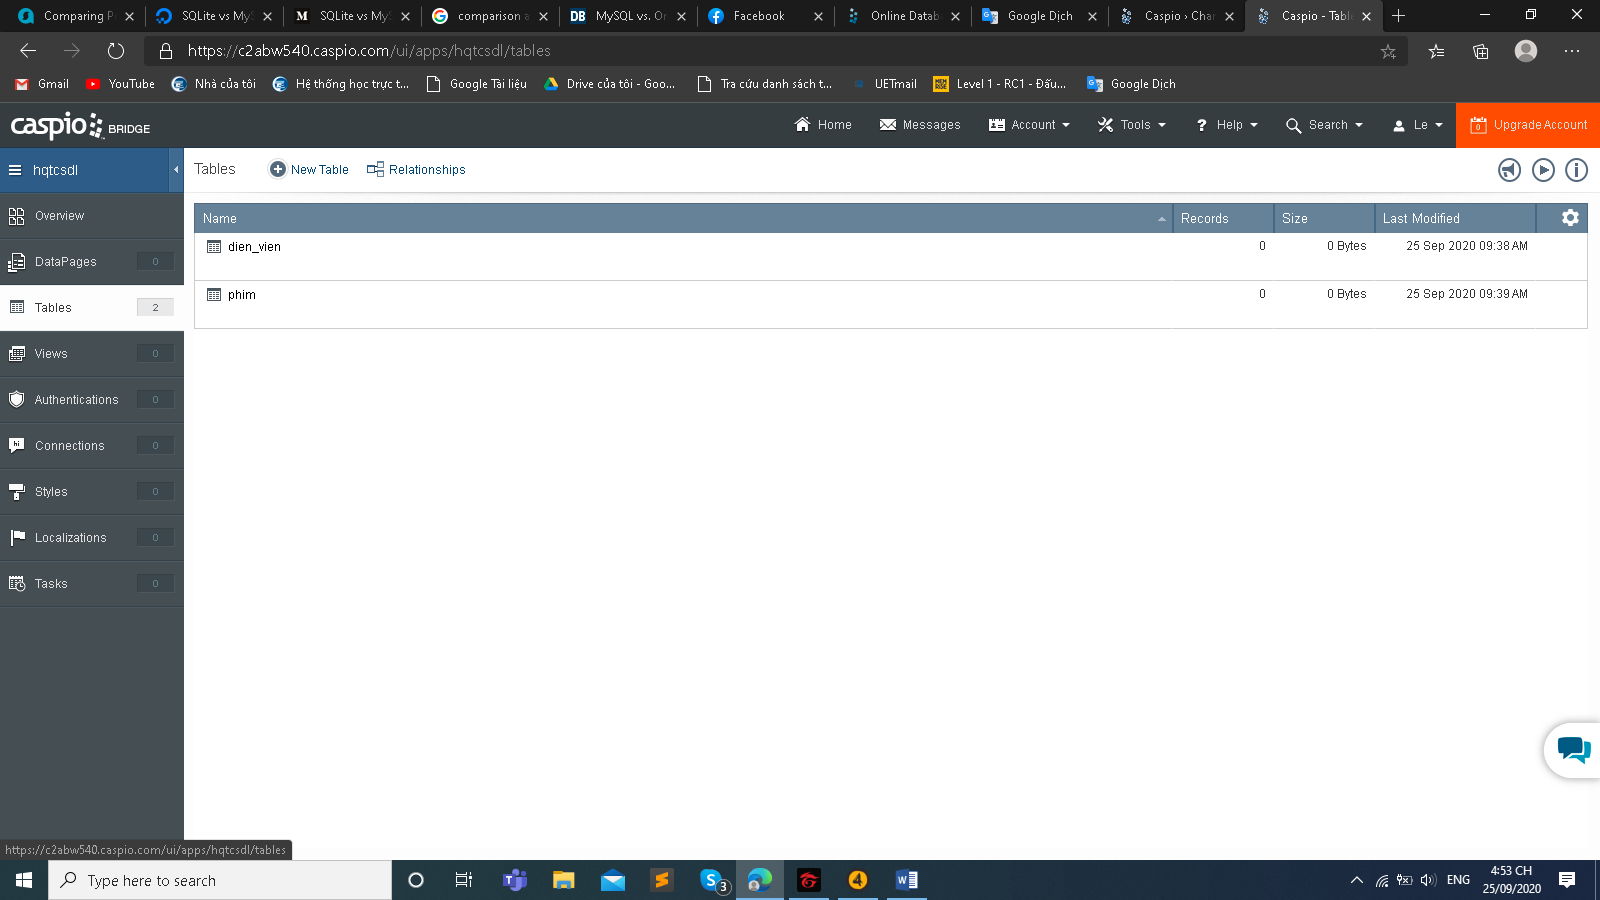 Comparing P
SQLite vs My
SQLite vs My
comparison a
MySQL vs. Or
Facebook
Online Datab
Google Dịch
Caspio › Char
Caspio - Table
https://c2abw540.caspio.com/ui/apps/hqtcsdl/tables
Gmail
YouTube
Nhà của tôi
Hệ thống học trực t...
Google Tài liệu
Drive của tôi - Goo...
Tra cứu danh sách t...
UETmail
Level 1 - RC1 - Đấu...
Google Dịch
caspio BRIDGE
Home
Messages
Account
Tools
Help
Search
Le
Upgrade Account
hqtcsdl
Tables
New Table
Relationships
Overview
DataPages 0
Tables 2
Views 0
Authentications 0
Connections 0
Styles 0
Localizations 0
Tasks 0
Name Records Size Last Modified
dien_vien 0 0 Bytes 25 Sep 2020 09:38 AM
phim 0 0 Bytes 25 Sep 2020 09:39 AM
https://c2abw540.caspio.com/ui/apps/hqtcsdl/tables
Type here to search
3
4
ENG
4:53 CH
25/09/2020